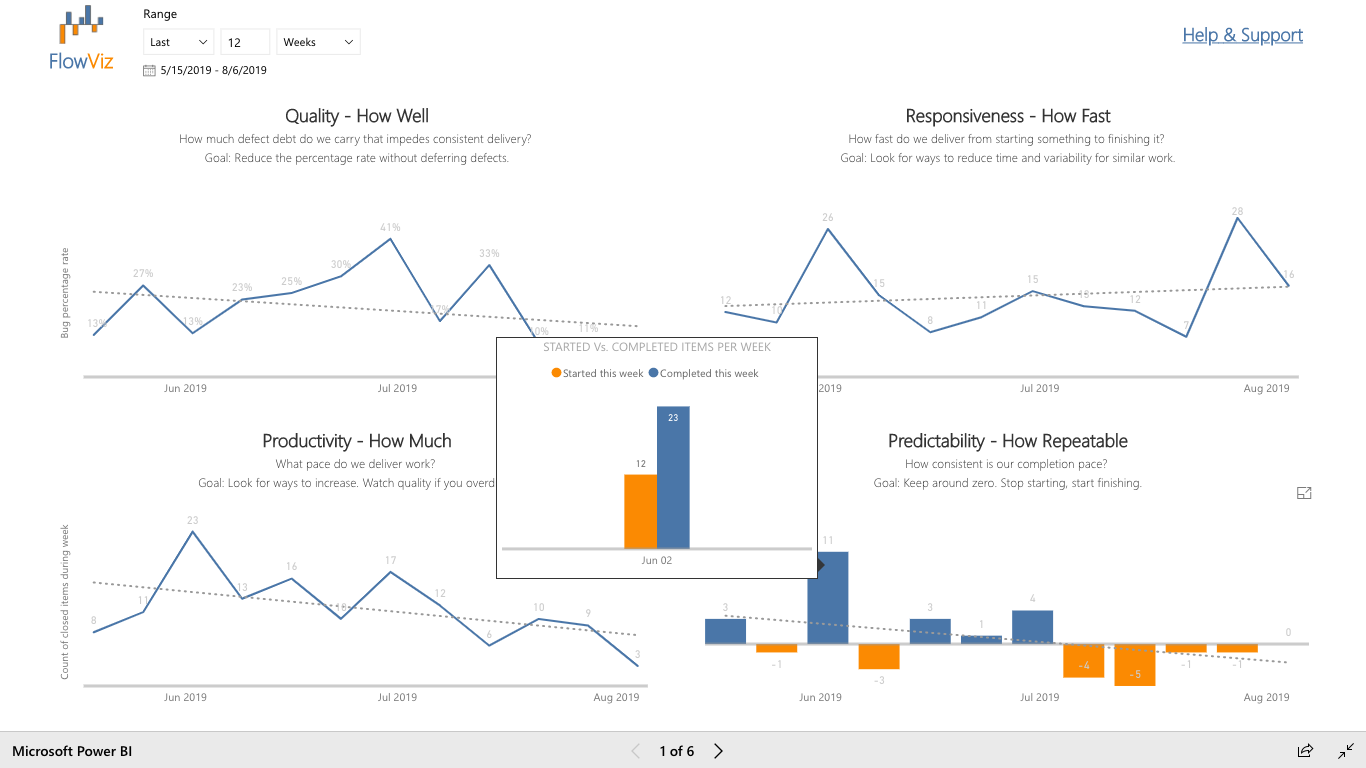 FlowViz
Range
Last
12
Weeks
5/15/2019 - 8/6/2019
Help & Support
Quality - How Well
How much defect debt do we carry that impedes consistent delivery?
Goal: Reduce the percentage rate without deferring defects.
Bug percentage rate
13%
27%
13%
23%
25%
30%
41%
17%
33%
10%
11%
Jun 2019
Jul 2019
Responsiveness - How Fast
How fast do we deliver from starting something to finishing it?
Goal: Look for ways to reduce time and variability for similar work.
12
10
26
15
8
11
15
13
12
7
28
16
2019
Jul 2019
Aug 2019
STARTED Vs. COMPLETED ITEMS PER WEEK
Started this week
Completed this week
12
23
Jun 02
Productivity - How Much
What pace do we deliver work?
Goal: Look for ways to increase. Watch quality if you overd
Count of closed items during week
8
11
23
13
16
10
17
12
6
10
9
3
Jun 2019
Jul 2019
Aug 2019
Predictability - How Repeatable
How consistent is our completion pace?
Goal: Keep around zero. Stop starting, start finishing.
3
-1
11
-3
3
1
4
-4
-5
-1
-1
0
Jun 2019
Jul 2019
Aug 2019
Microsoft Power BI
1 of 6